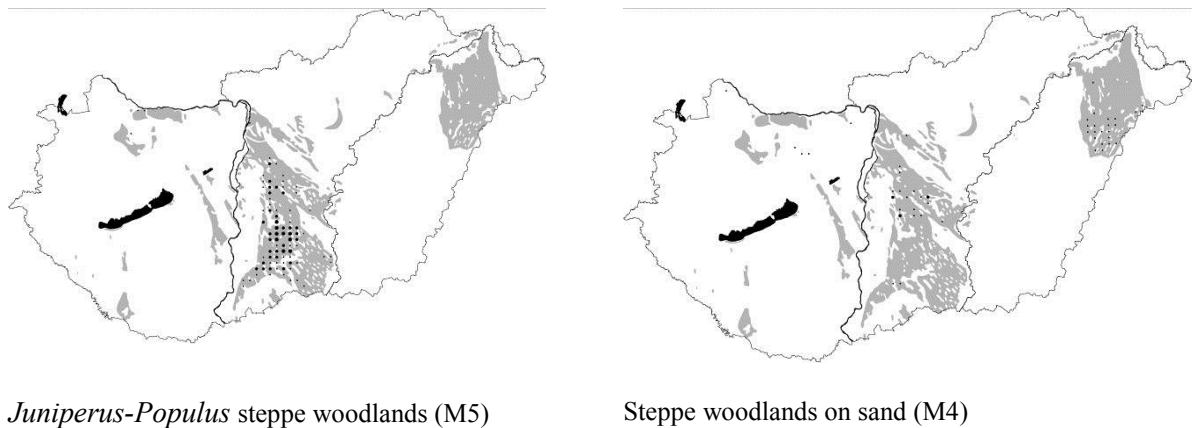 Juniperus-Populus steppe woodlands (M5)
Steppe woodlands on sand (M4)